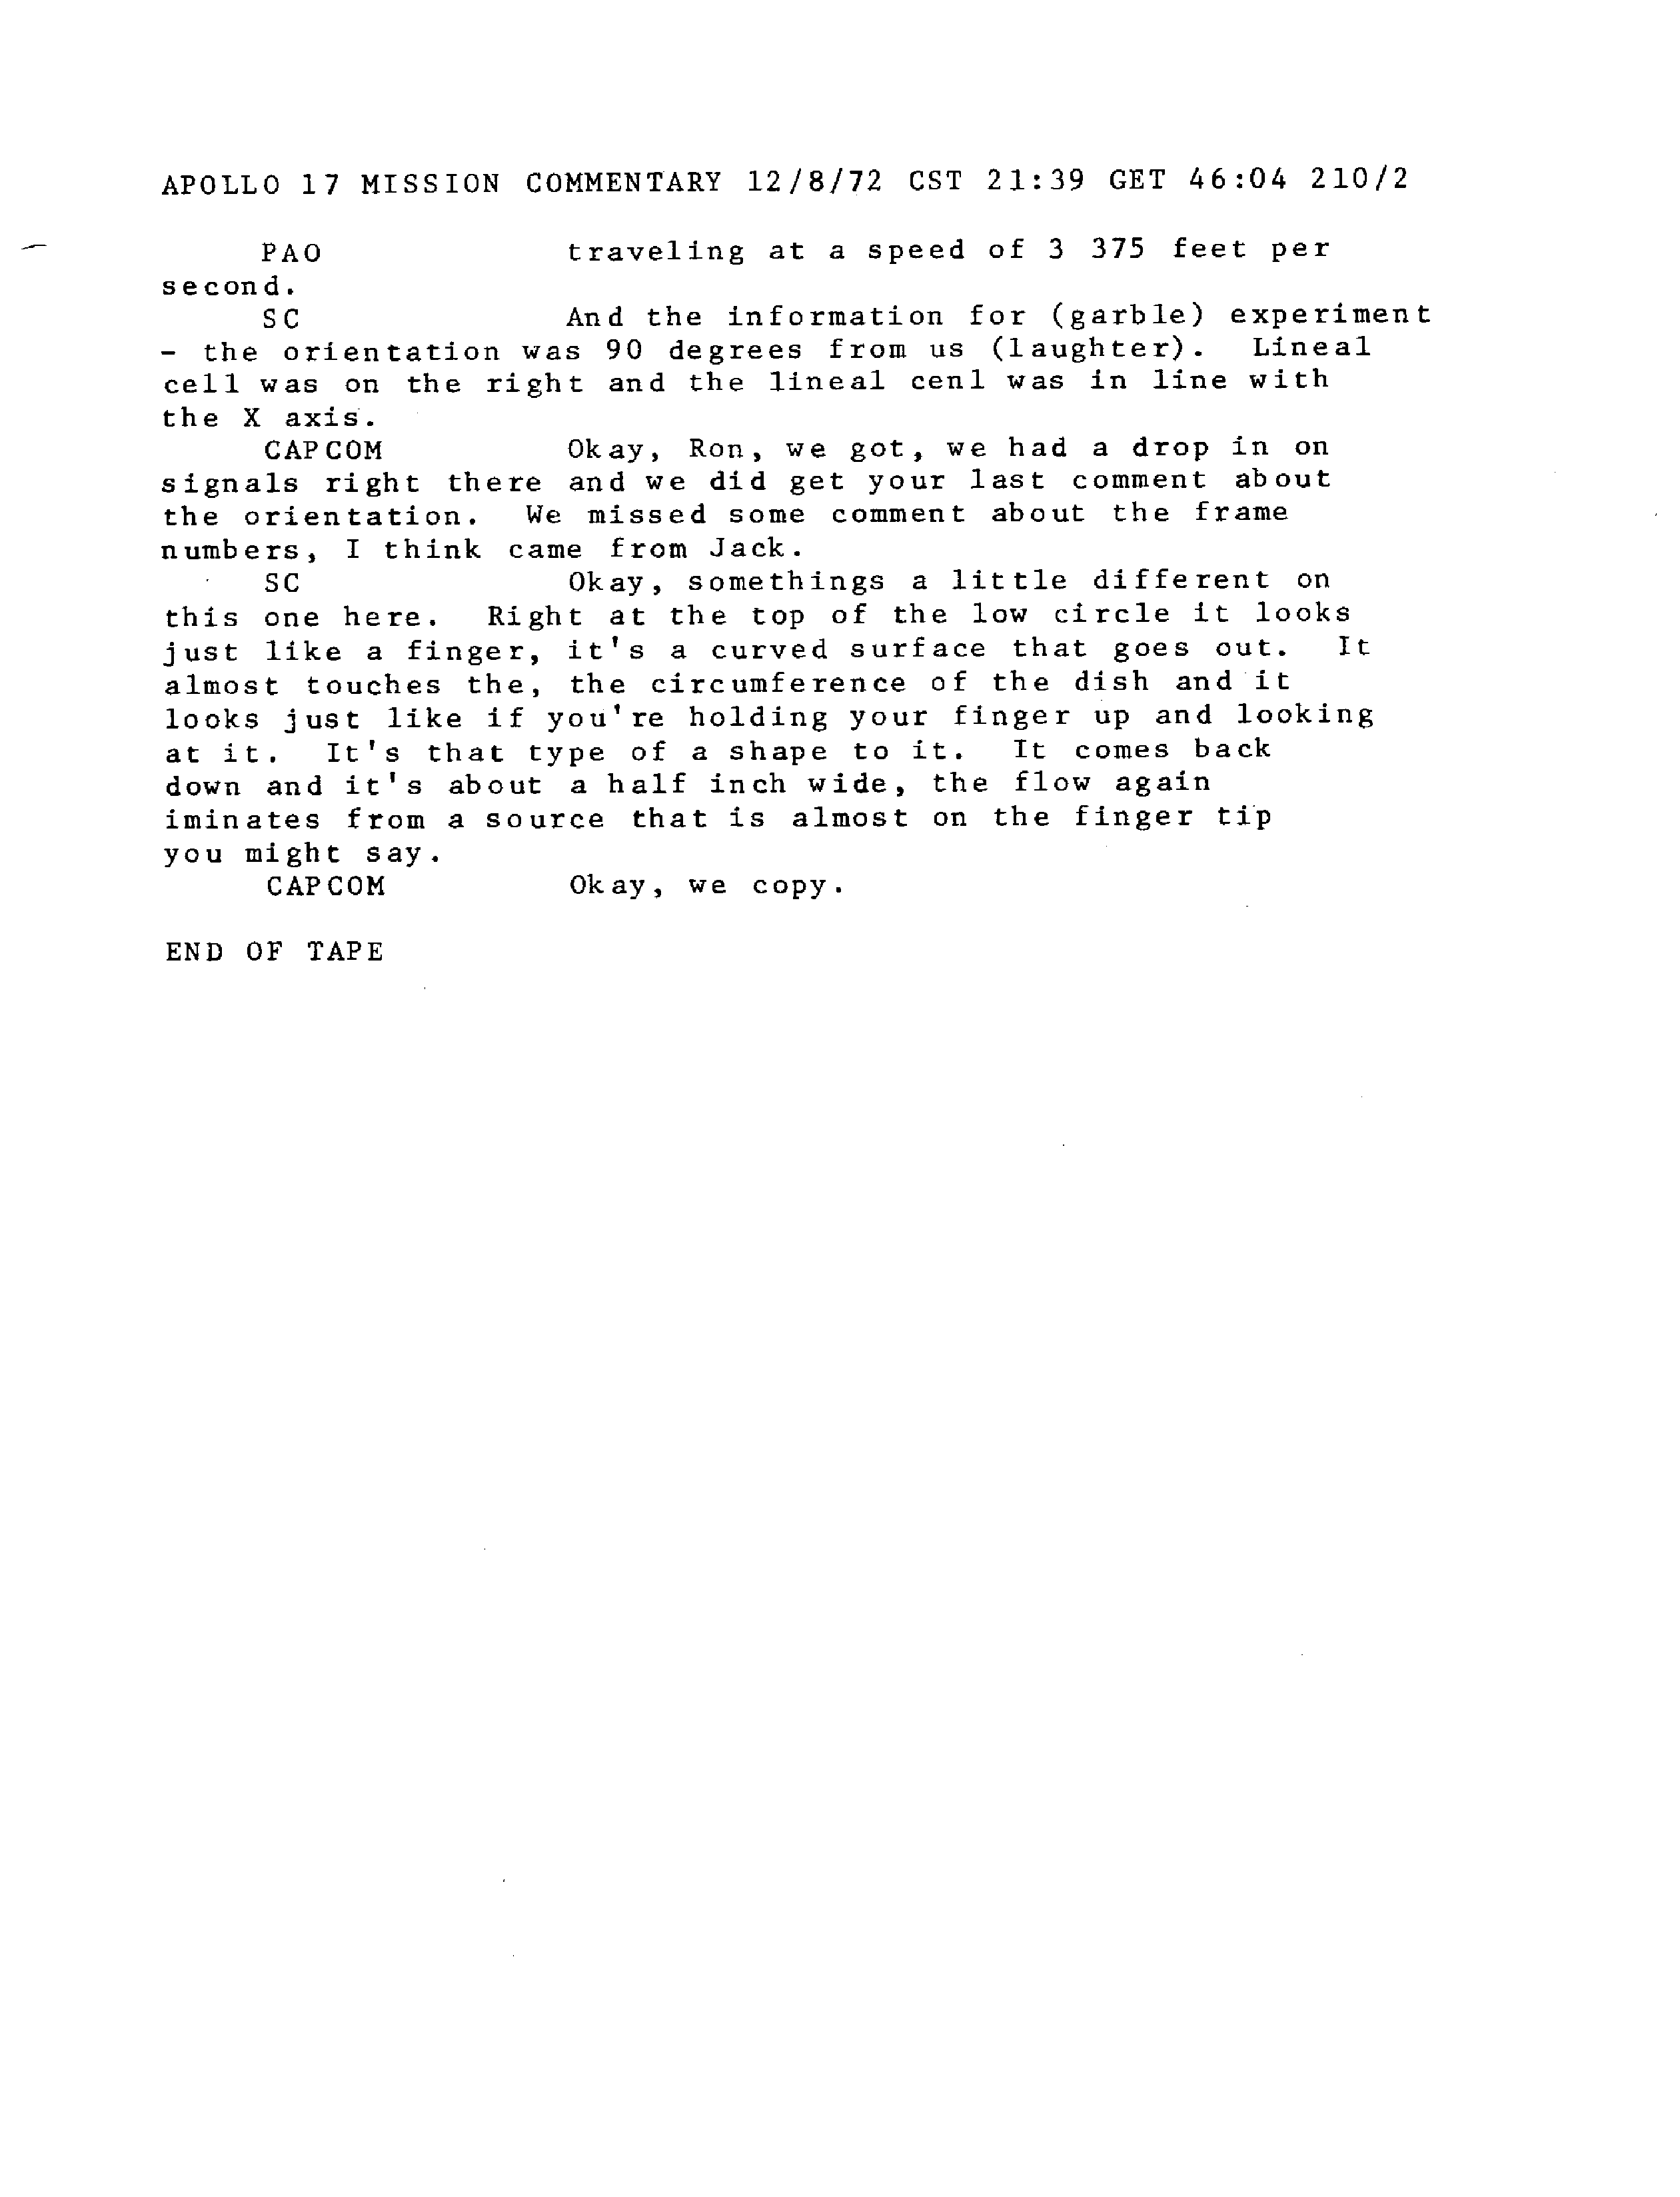 APOLLO 17 MISSION COMMENTARY 12/8/72 CST 21:39 GET 46:04 210/2
PAO traveling at a speed of 3 375 feet per
second.
SC And the information for (garble) experiment
- the orientation was 90 degrees from us (laughter). Lineal
cell was on the right and the lineal cenl was in line with
the X axis.
CAPCOM Okay, Ron, we got, we had a drop in on
signals right there and we did get your last comment about
the orientation. We missed some comment about the frame
numbers, I think came from Jack.
SC Okay, somethings a little different on
this one here. Right at the top of the low circle it looks
just like a finger, it's a curved surface that goes out. It
almost touches the, the circumference of the dish and it
looks just like if you're holding your finger up and looking
at it. It's that type of a shape to it. It comes back
down and it's about a half inch wide, the flow again
iminates from a source that is almost on the finger tip
you might say.
CAPCOM Okay, we copy.
END OF TAPE